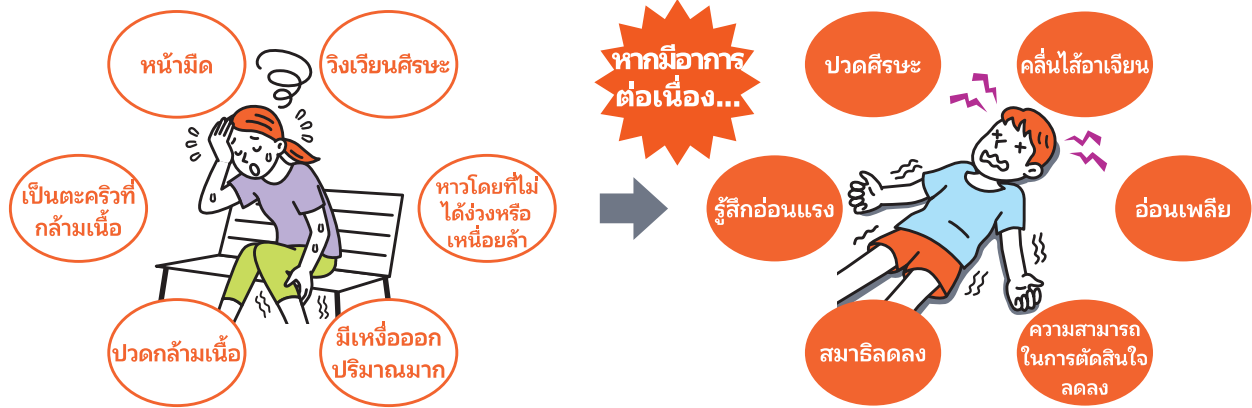 หน้ามืด
วิงเวียนศีรษะ
เป็นตะคริวที่
กล้ามเนื้อ
หาวโดยที่ไม่
ได้ง่วงหรือ
เหนื่อยล้า
ปวดกล้ามเนื้อ
มีเหงื่อออก
ปริมาณมาก
หากมีอาการ
ต่อเนื่อง...
ปวดศีรษะ
คลื่นไส้อาเจียน
รู้สึกอ่อนแรง
อ่อนเพลีย
สมาธิลดลง
ความสามารถ
ในการตัดสินใจ
ลดลง